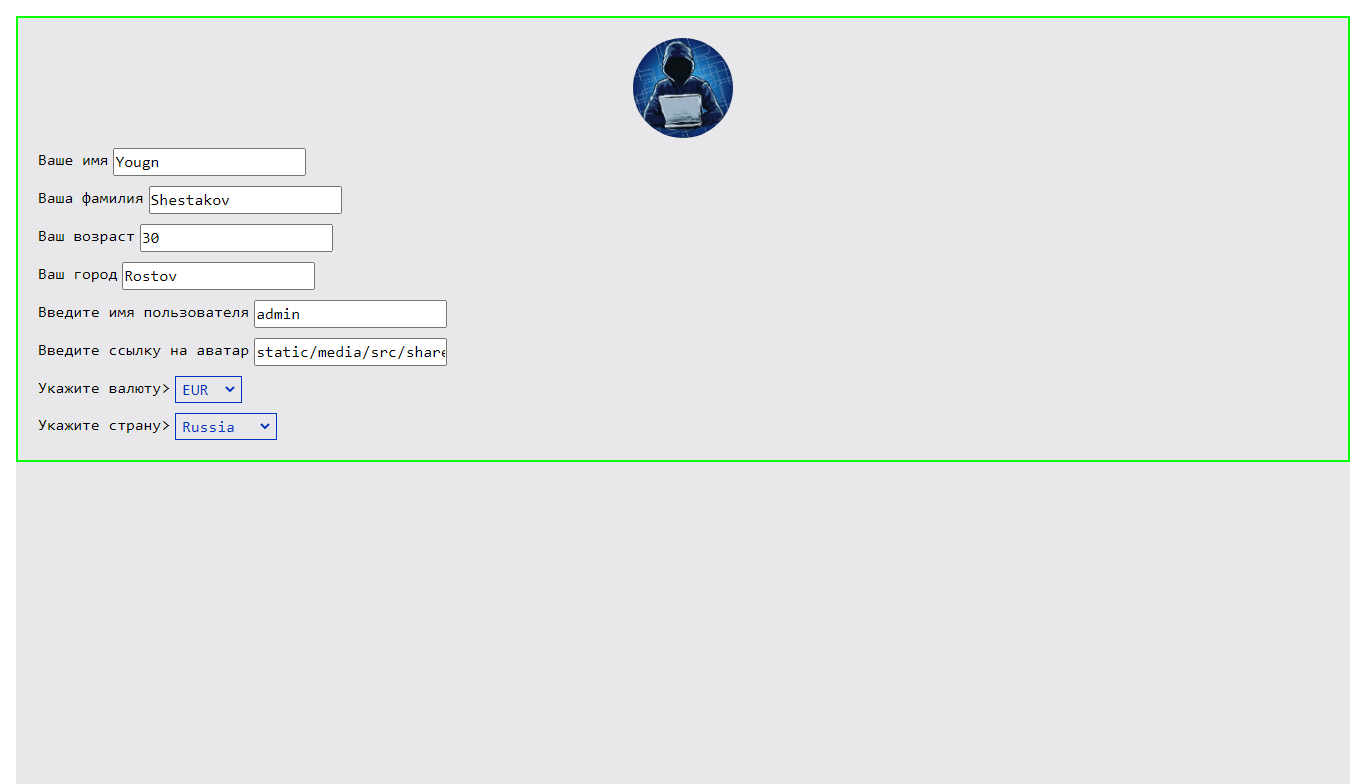 Ваше имя Yougn
Ваша фамилия Shestakov
Ваш возраст 30
Ваш город Rostov
Введите имя пользователя admin
Введите ссылку на аватар static/media/src/share
Укажите валюту> EUR
Укажите страну> Russia